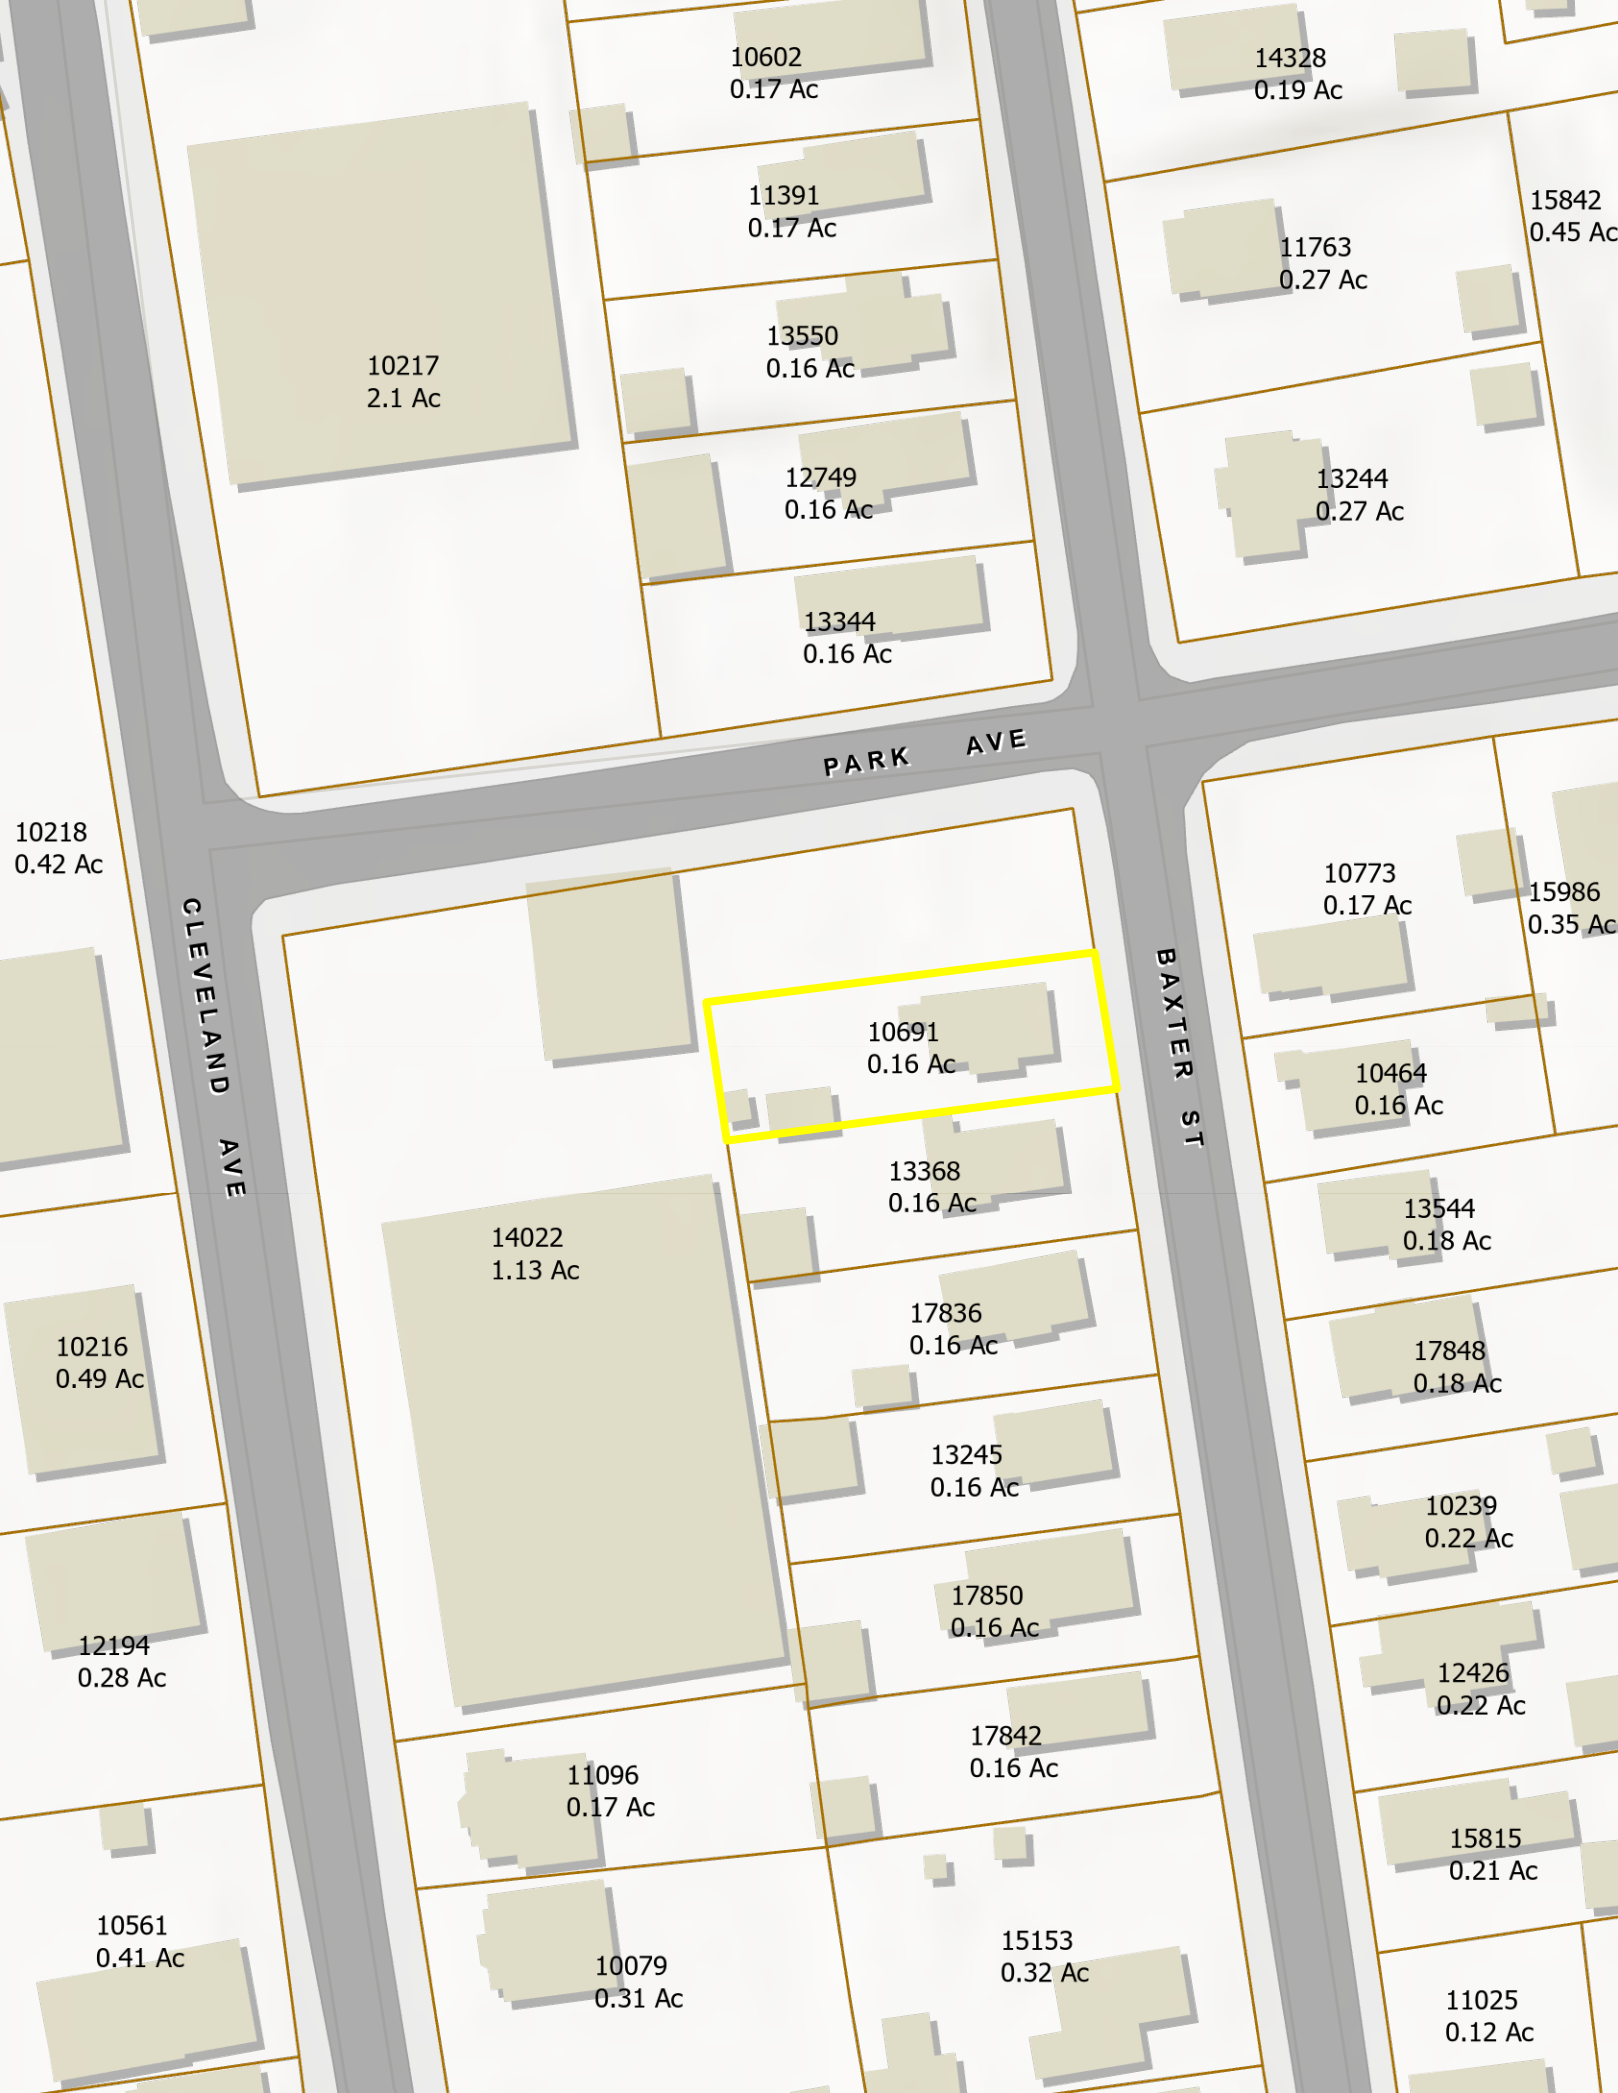 10602
0.17 Ac
14328
0.19 Ac
11391
0.17 Ac
15842
0.45 Ac
11763
0.27 Ac
10217
2.1 Ac
13550
0.16 Ac
12749
0.16 Ac
13244
0.27 Ac
13344
0.16 Ac
PARK AVE
10218
0.42 Ac
10773
0.17 Ac
15986
0.35 Ac
CLEVELAND AVE
BAXTER ST
10691
0.16 Ac
10464
0.16 Ac
13368
0.16 Ac
13544
0.18 Ac
14022
1.13 Ac
17836
0.16 Ac
10216
0.49 Ac
17848
0.18 Ac
13245
0.16 Ac
10239
0.22 Ac
17850
0.16 Ac
12194
0.28 Ac
12426
0.22 Ac
17842
0.16 Ac
11096
0.17 Ac
15815
0.21 Ac
10561
0.41 Ac
15153
0.32 Ac
10079
0.31 Ac
11025
0.12 Ac